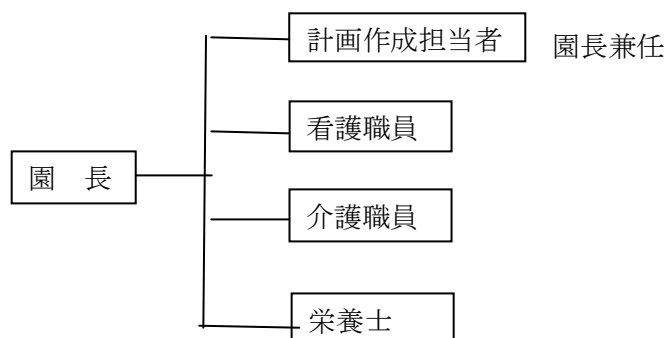 計画作成担当者
園長兼任
看護職員
園　長
介護職員
栄養士